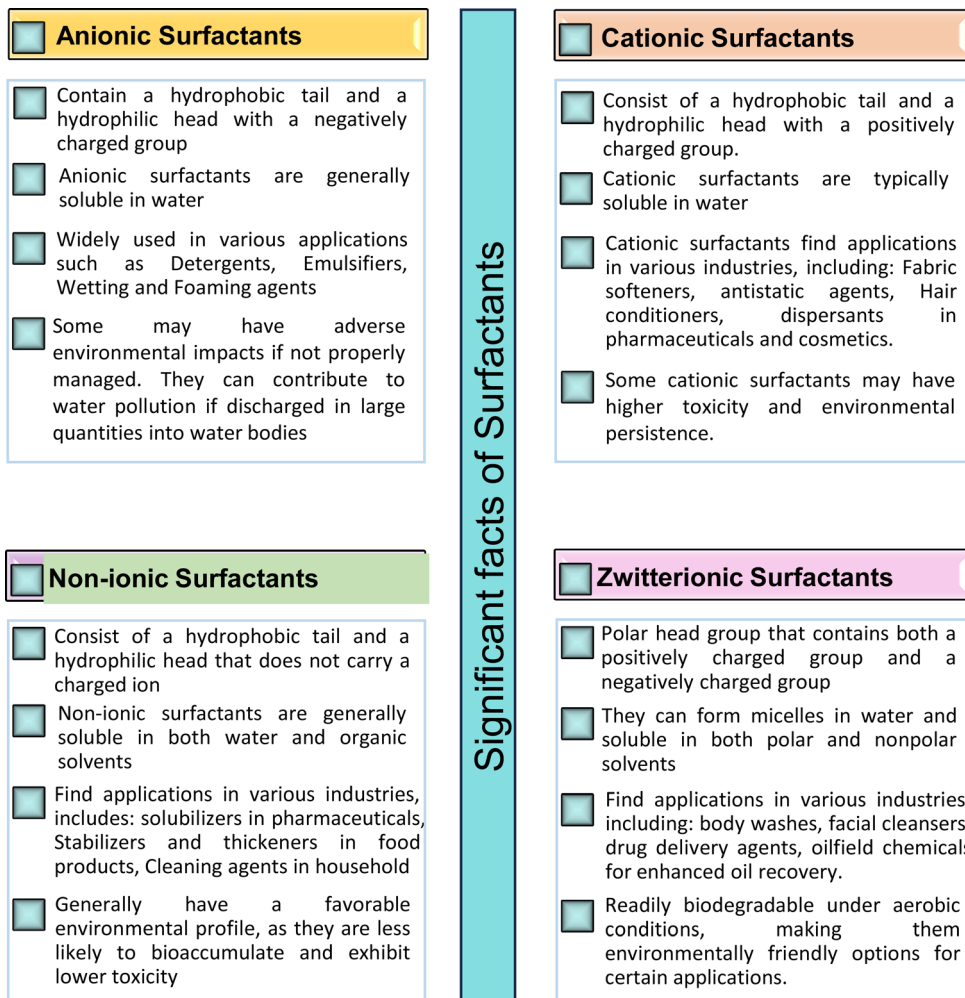 Anionic Surfactants
Contain a hydrophobic tail and a
hydrophilic head with a negatively
charged group
Anionic surfactants are generally
soluble in water
Widely used in various applications
such as Detergents, Emulsifiers,
Wetting and Foaming agents
Some may have adverse
environmental impacts if not properly
managed. They can contribute to
water pollution if discharged in large
quantities into water bodies
Significant facts of Surfactants
Cationic Surfactants
Consist of a hydrophobic tail and a
hydrophilic head with a positively
charged group.
Cationic surfactants are typically
soluble in water
Cationic surfactants find applications
in various industries, including: Fabric
softeners, antistatic agents, Hair
conditioners, dispersants in
pharmaceuticals and cosmetics.
Some cationic surfactants may have
higher toxicity and environmental
persistence.
Non-ionic Surfactants
Consist of a hydrophobic tail and a
hydrophilic head that does not carry a
charged ion
Non-ionic surfactants are generally
soluble in both water and organic
solvents
Find applications in various industries,
includes: solubilizers in pharmaceuticals,
Stabilizers and thickeners in food
products, Cleaning agents in household
Generally have a favorable
environmental profile, as they are less
likely to bioaccumulate and exhibit
lower toxicity
Zwitterionic Surfactants
Polar head group that contains both a
positively charged group and a
negatively charged group
They can form micelles in water and
soluble in both polar and nonpolar
solvents
Find applications in various industries
including: body washes, facial cleansers
drug delivery agents, oilfield chemicals
for enhanced oil recovery.
Readily biodegradable under aerobic
conditions, making them
environmentally friendly options for
certain applications.